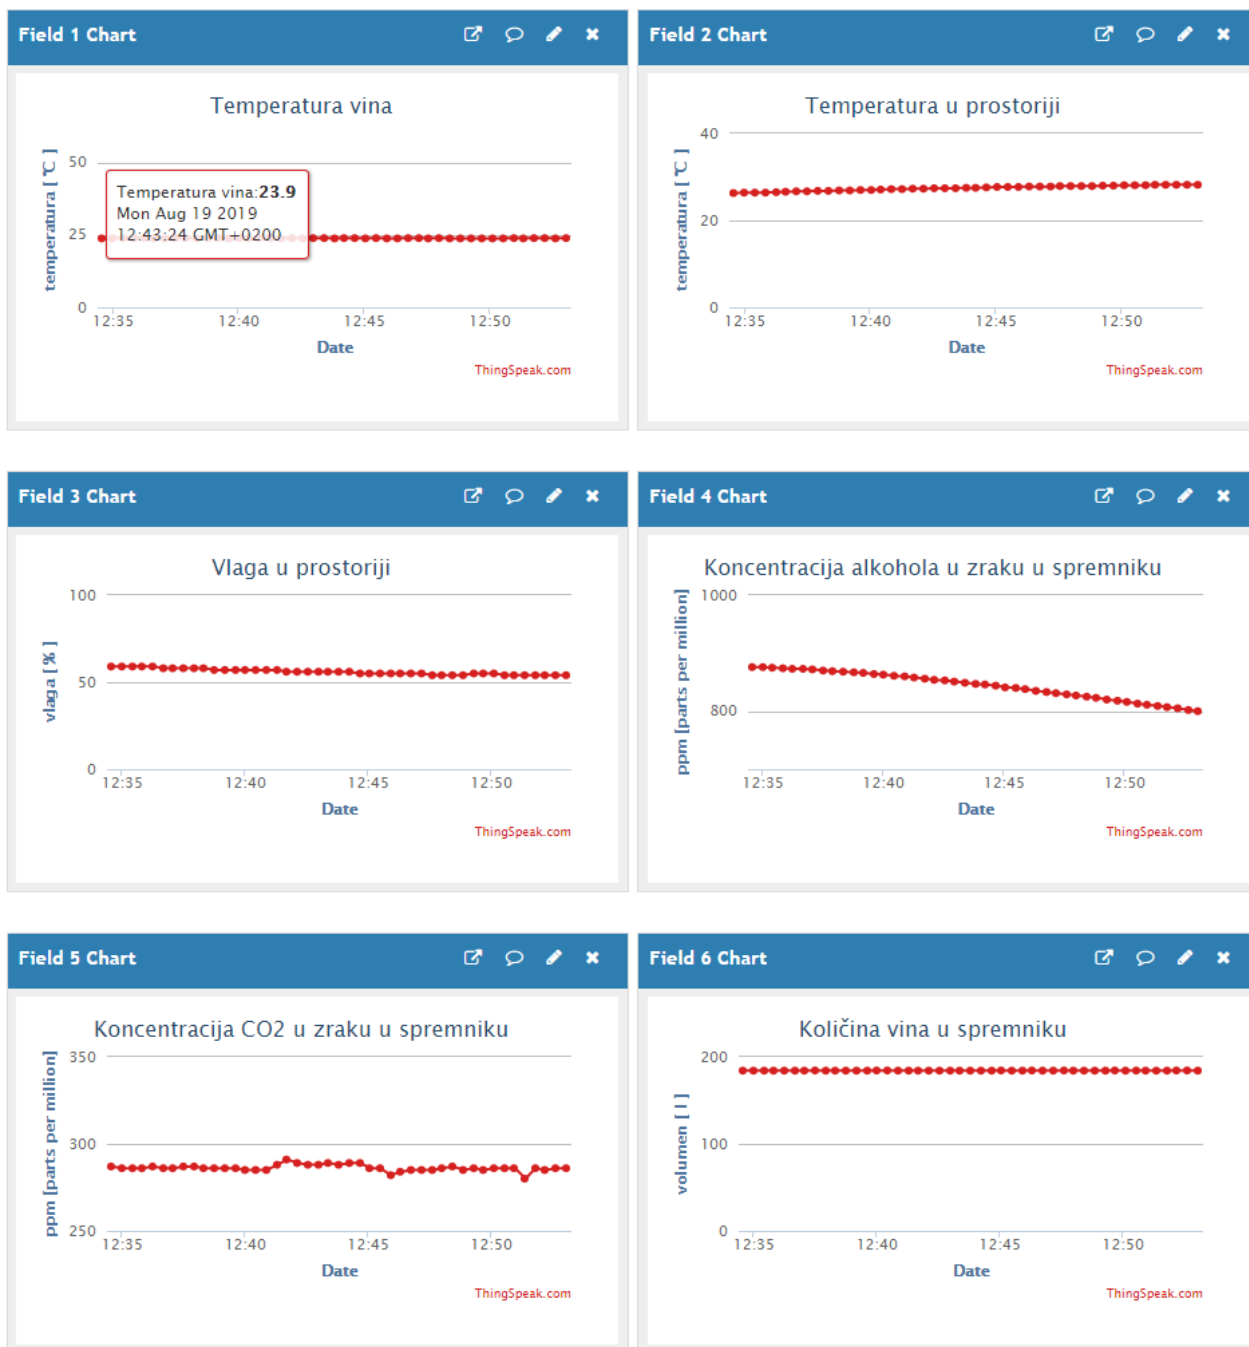 Field 1 Chart
Temperatura vina
temperatura [ °C ]
50
25
0
Temperatura vina:23.9
Mon Aug 19 2019
12:43:24 GMT+0200
12:35 12:40 12:45 12:50
Date
ThingSpeak.com
Field 2 Chart
Temperatura u prostoriji
temperatura [ °C ]
40
20
0
12:35 12:40 12:45 12:50
Date
ThingSpeak.com
Field 3 Chart
Vlaga u prostoriji
vlaga [ % ]
100
50
0
12:35 12:40 12:45 12:50
Date
ThingSpeak.com
Field 4 Chart
Koncentracija alkohola u zraku u spremniku
ppm [parts per million]
1000
800
12:35 12:40 12:45 12:50
Date
ThingSpeak.com
Field 5 Chart
Koncentracija CO2 u zraku u spremniku
ppm [parts per million]
350
300
250
12:35 12:40 12:45 12:50
Date
ThingSpeak.com
Field 6 Chart
Količina vina u spremniku
volumen [ l ]
200
100
0
12:35 12:40 12:45 12:50
Date
ThingSpeak.com